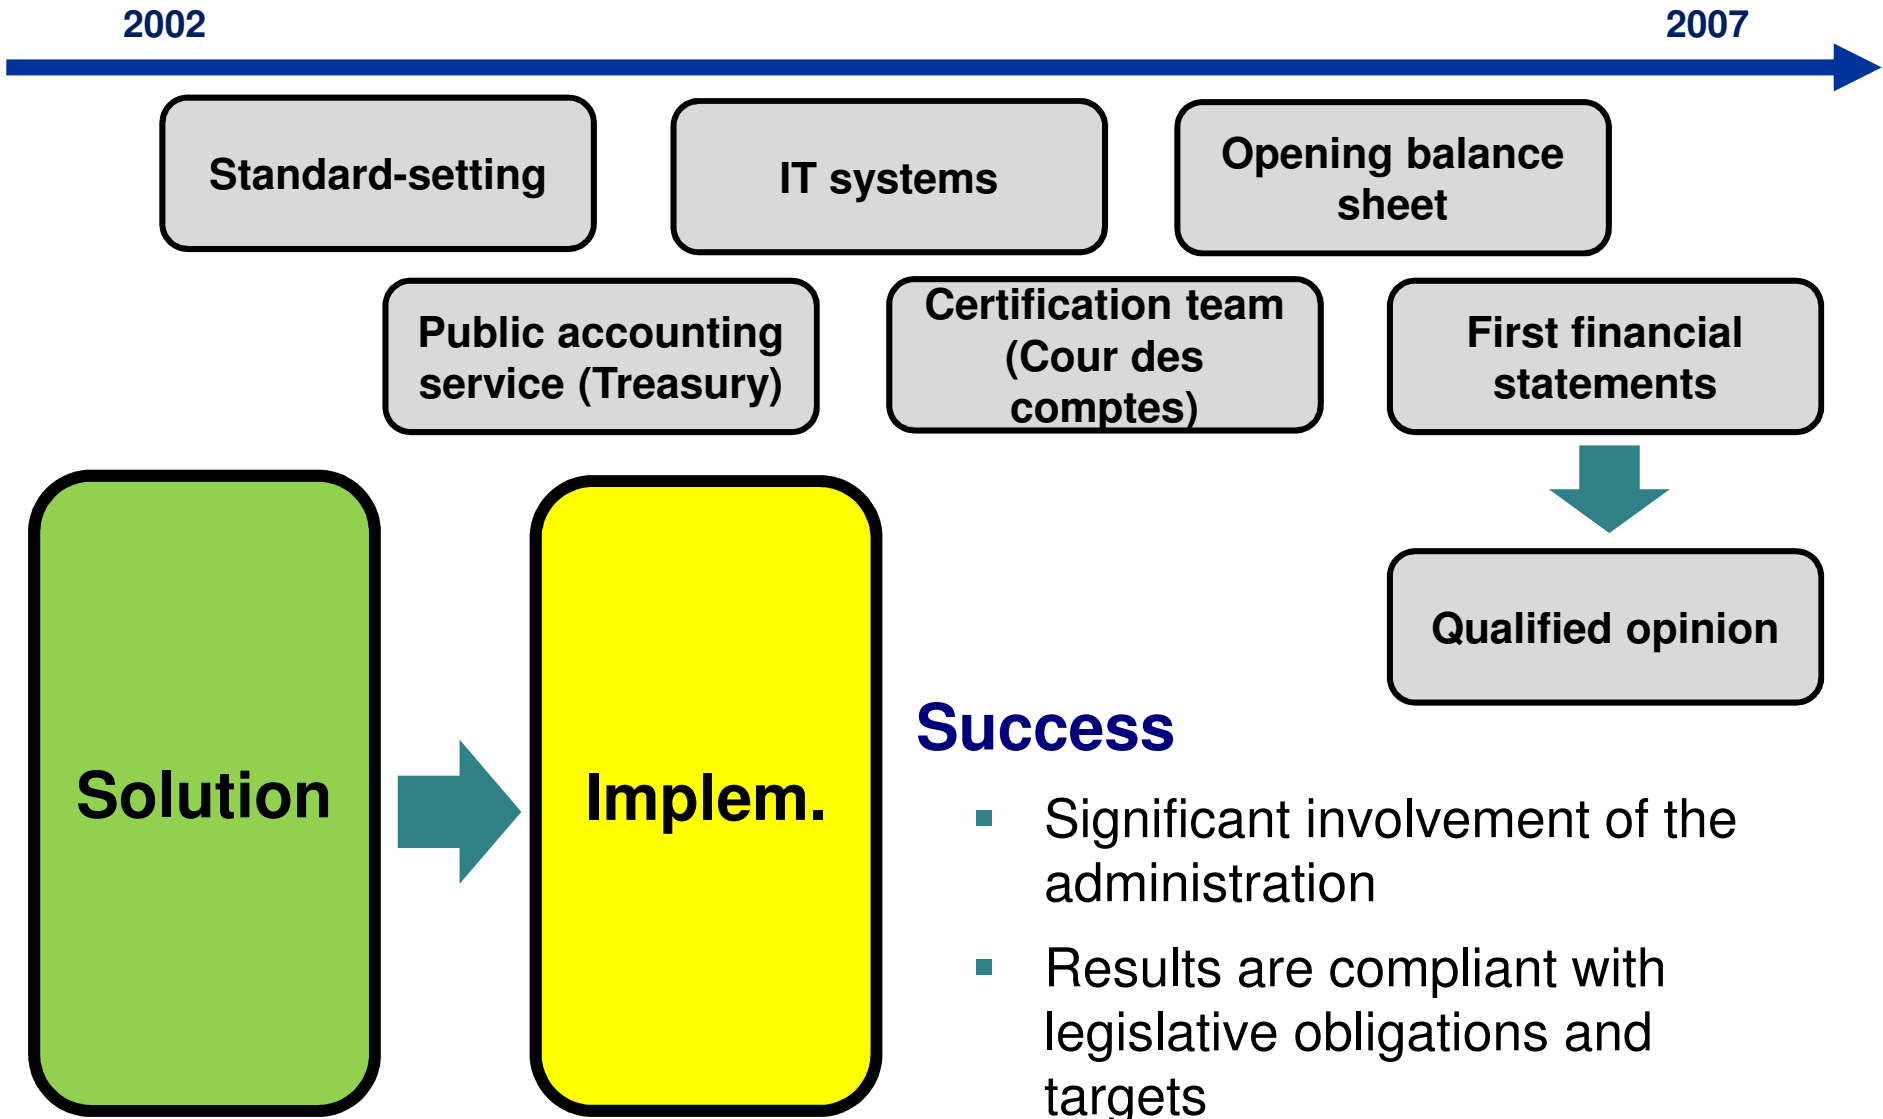 2002
2007
Standard-setting
IT systems
Opening balance
sheet
Public accounting
service (Treasury)
Certification team
(Cour des
comptes)
First financial
statements
Qualified opinion
Solution
Implem.
Success
Significant involvement of the
administration
Results are compliant with
legislative obligations and
targets